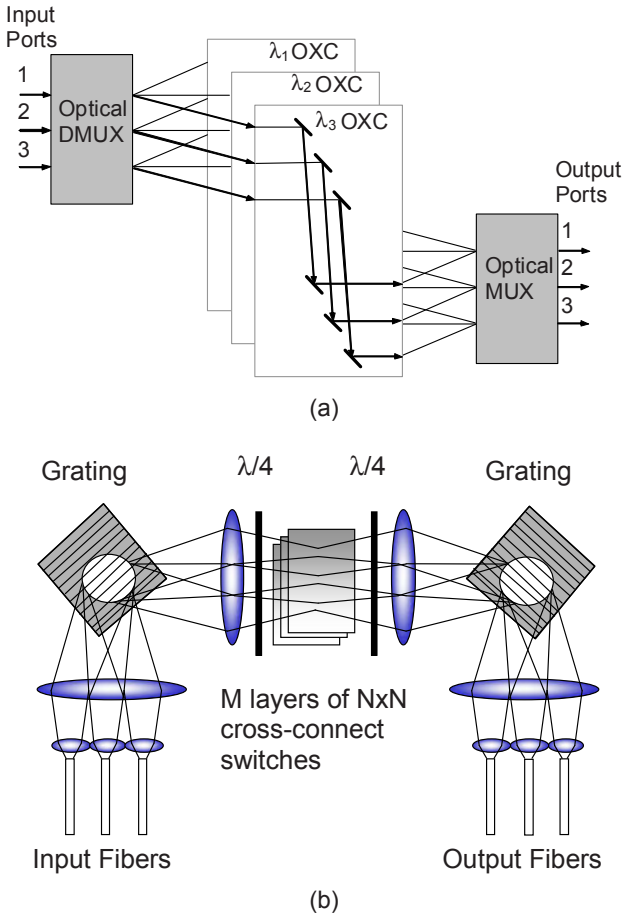 Input
Ports
1
2
3
Optical
DMUX
λ1 OXC
λ2 OXC
λ3 OXC
Output
Ports
1
2
3
Optical
MUX
(a)
Grating
λ/4
λ/4
Grating
M layers of NxN
cross-connect
switches
Input Fibers
Output Fibers
(b)